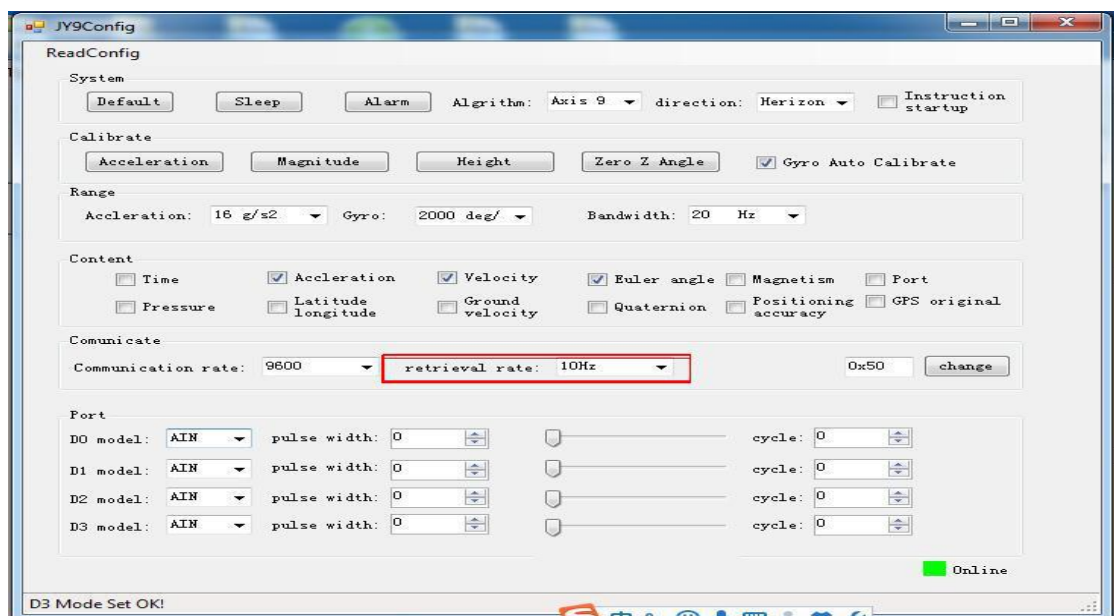 JY9Config
ReadConfig
System
Default Sleep Alarm Algrithm: Axis 9 direction: Herizon Instruction startup
Calibrate
Acceleration Magnitude Height Zero Z Angle Gyro Auto Calibrate
Range
Accleration: 16 g/s2 Gyro: 2000 deg/ Bandwidth: 20 Hz
Content
Time Accleration Velocity Euler angle Magnetism Port
Pressure Latitude longitude Ground velocity Quaternion Positioning accuracy GPS original
Comunicate
Communication rate: 9600 retrieval rate: 10Hz 0x50 change
Port
D0 model: AIN pulse width: 0 cycle: 0
D1 model: AIN pulse width: 0 cycle: 0
D2 model: AIN pulse width: 0 cycle: 0
D3 model: AIN pulse width: 0 cycle: 0
Online
D3 Mode Set OK!